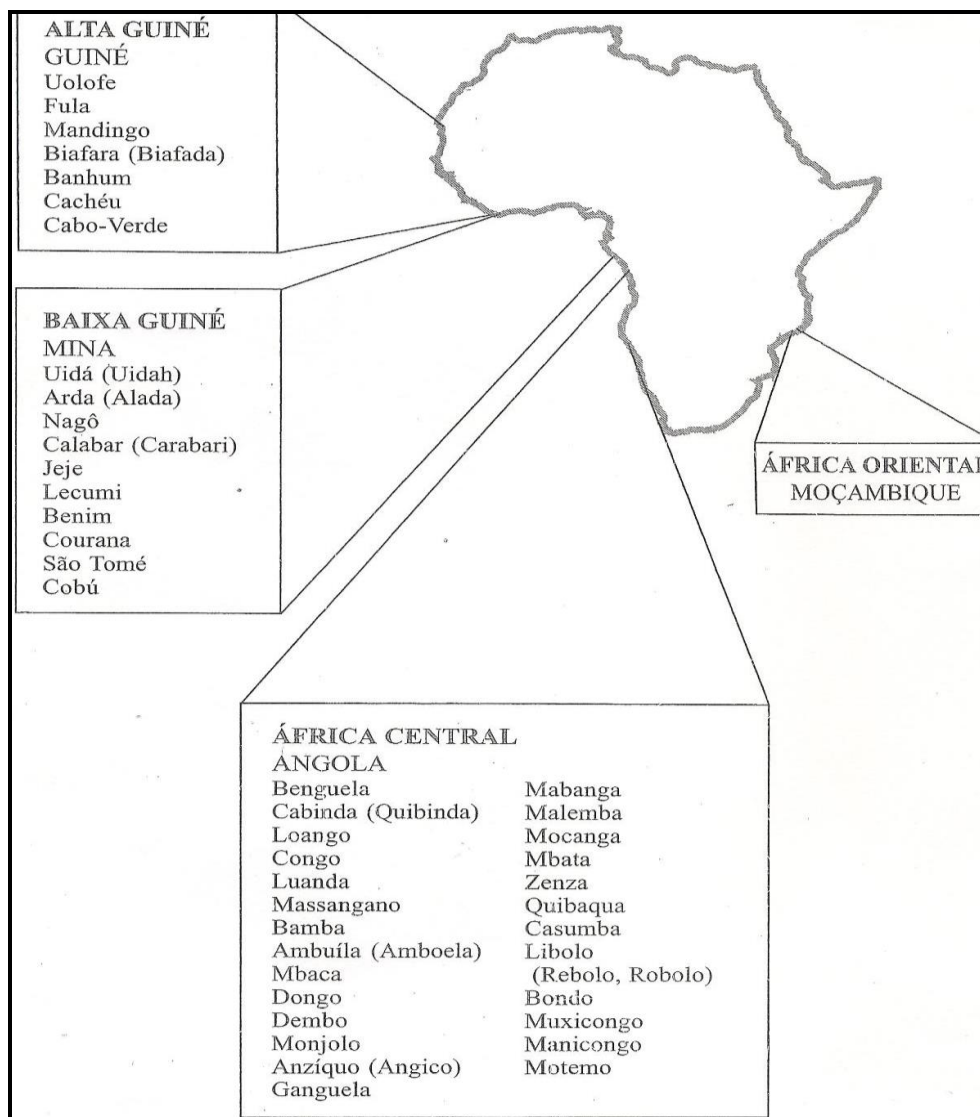 ALTA GUINÉ
GUINÉ
Uolofe
Fula
Mandingo
Biafara (Biafada)
Banhum
Cachéu
Cabo-Verde
BAIXA GUINÉ
MINA
Uidá (Uidah)
Arda (Alada)
Nagô
Calabar (Carabari)
Jeje
Lecumi
Benim
Courana
São Tomé
Cobú
ÁFRICA ORIENTAL
MOÇAMBIQUE
ÁFRICA CENTRAL
ANGOLA
Benguela
Cabinda (Quibinda)
Loango
Congo
Luanda
Massangano
Bamba
Ambuíla (Amboela)
Mbaca
Dongo
Dembo
Monjolo
Anzíquo (Angico)
Ganguela
Mabanga
Malemba
Mocanga
Mbata
Zenza
Quibaqua
Casumba
Libolo
(Rebolo, Robolo)
Bondo
Muxicongo
Manicongo
Motemo